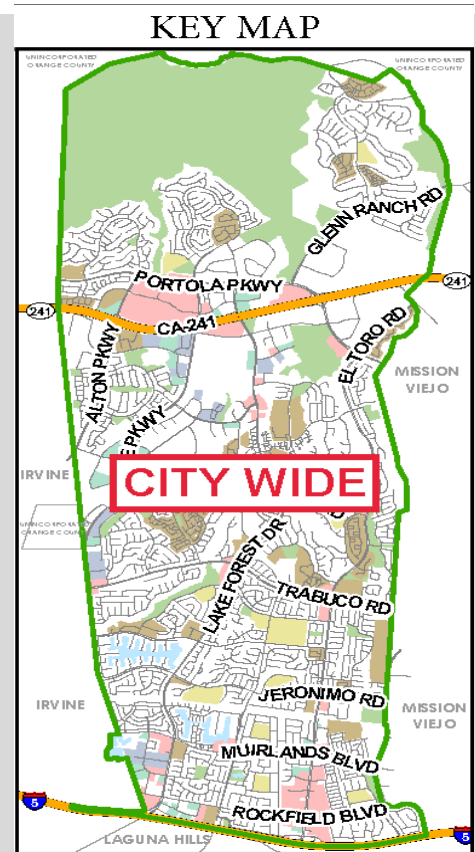 KEY MAP
UNINCORPORATED
ORANGE COUNTY
UNINCORPORATED
ORANGE COUNTY
GLENN RANCH RD
PORTOLA PKWY
241
241
CA-241
EL TORO RD
ALTON PKWY
MISSION
VIEJO
E PKWY
IRVINE
CITY WIDE
UNINCORPORATED
ORANGE COUNTY
LAKE FOREST DR
TRABUCO RD
JERONIMO RD
IRVINE
MISSION
VIEJO
MUIRLANDS BLVD
5
ROCKFIELD BLVD
5
LAGUNA HILLS